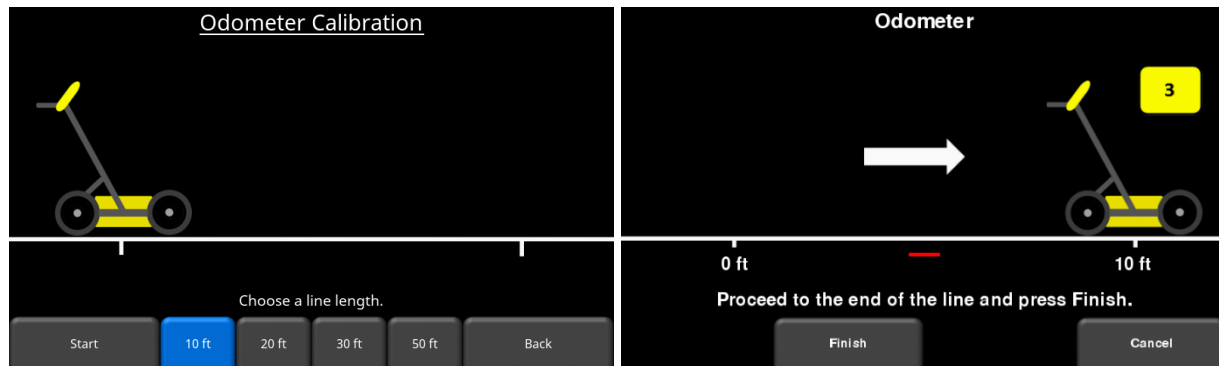 Odometer Calibration
Choose a line length.
Start 10 ft 20 ft 30 ft 50 ft Back
Odometer
3
0 ft 10 ft
Proceed to the end of the line and press Finish.
Finish Cancel